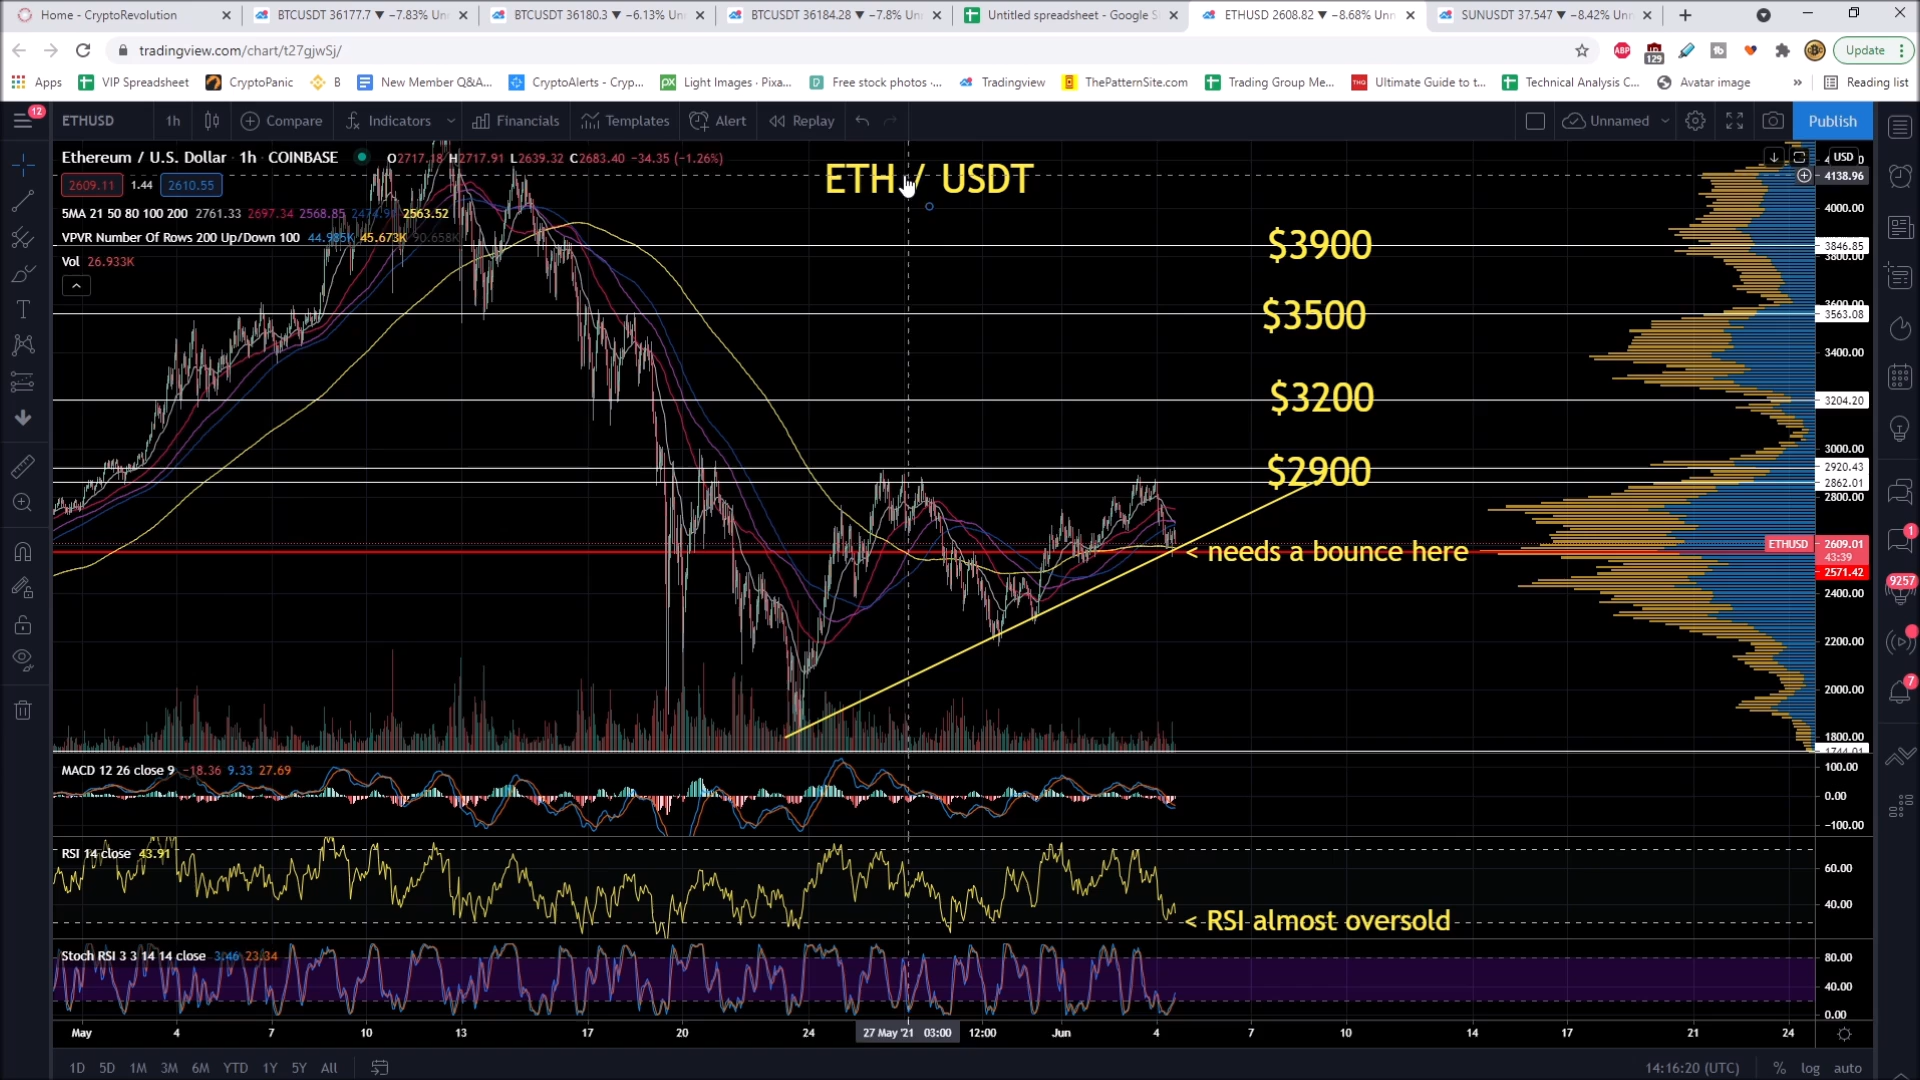 Home - CryptoRevolution
BTCUSDT 36177.7 ▼ −7.83% Un
BTCUSDT 36180.3 ▼ −6.13% Un
BTCUSDT 36184.28 ▼ −7.8% Un
Untitled spreadsheet - Google S
ETHUSD 2608.82 ▼ −8.68% Un
SUNUSDT 37.547 ▼ −8.42% Un
tradingview.com/chart/t27gjwSj/
ABP
129
Update
Apps
VIP Spreadsheet
CryptoPanic
B
New Member Q&A...
CryptoAlerts - Cryp...
Light Images - Pixa...
Free stock photos ·...
Tradingview
ThePatternSite.com
Trading Group Me...
Ultimate Guide to t...
Technical Analysis C...
Avatar image
»
Reading list
12
ETHUSD
1h
Compare
Indicators
Financials
Templates
Alert
Replay
Unnamed
Publish
Ethereum / U.S. Dollar · 1h · COINBASE
O2717.18 H2717.91 L2639.32 C2683.40 −34.35 (−1.26%)
2609.11 1.44 2610.55
5MA 21 50 80 100 200 2761.33 2697.34 2568.85 2563.52
VPVR Number Of Rows 200 Up/Down 100 44.985K 45.673K 90.658K
Vol 26.933K
ETH / USDT
$3900
$3500
$3200
$2900
< needs a bounce here
USD
4138.96
4000.00
3846.85
3800.00
3600.00
3563.08
3400.00
3204.20
3000.00
2920.43
2862.01
2800.00
ETHUSD 2609.01
43:39
2571.42
2400.00
2200.00
2000.00
1800.00
MACD 12 26 close 9 −18.36 9.33 27.69
100.00
0.00
−100.00
RSI 14 close 43.91
60.00
40.00
< RSI almost oversold
Stoch RSI 3 3 14 14 close 3.46 23.34
80.00
40.00
0.00
May 4 7 10 13 17 20 24 27 May '21 03:00 12:00 Jun 4 7 10 14 17 21 24
1D 5D 1M 3M 6M YTD 1Y 5Y All
14:16:20 (UTC) % log auto
1
9257
7